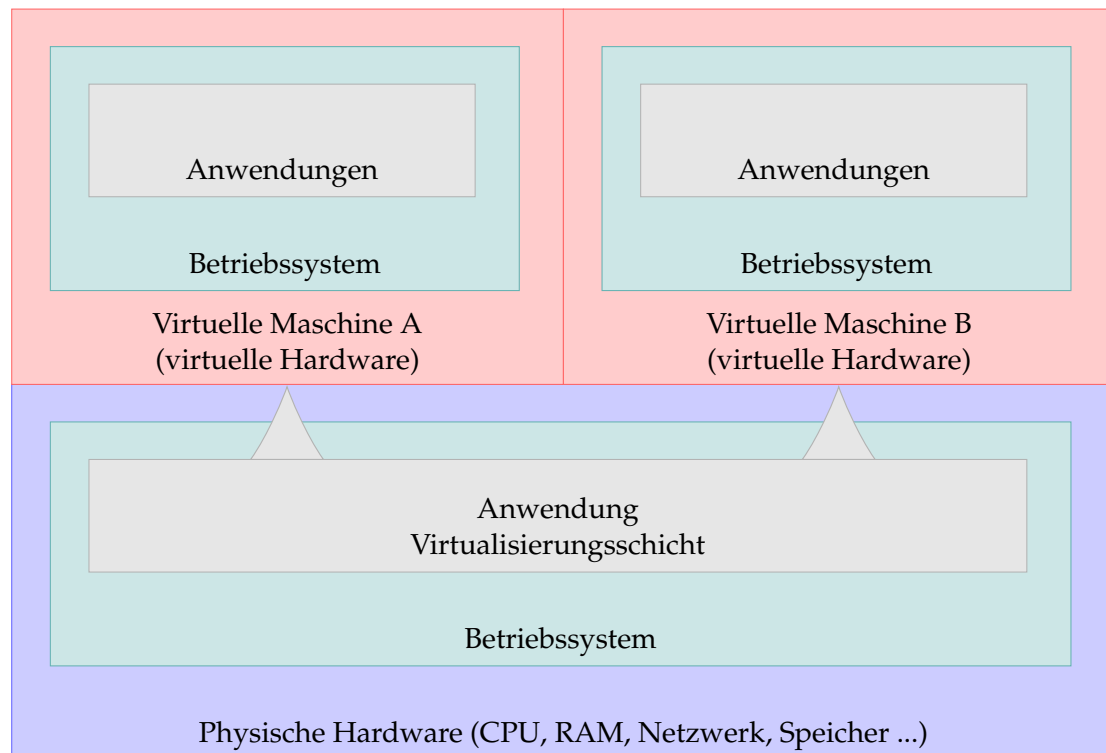 Anwendungen
Betriebssystem
Virtuelle Maschine A
(virtuelle Hardware)
Anwendungen
Betriebssystem
Virtuelle Maschine B
(virtuelle Hardware)
Anwendung
Virtualisierungsschicht
Betriebssystem
Physische Hardware (CPU, RAM, Netzwerk, Speicher ...)